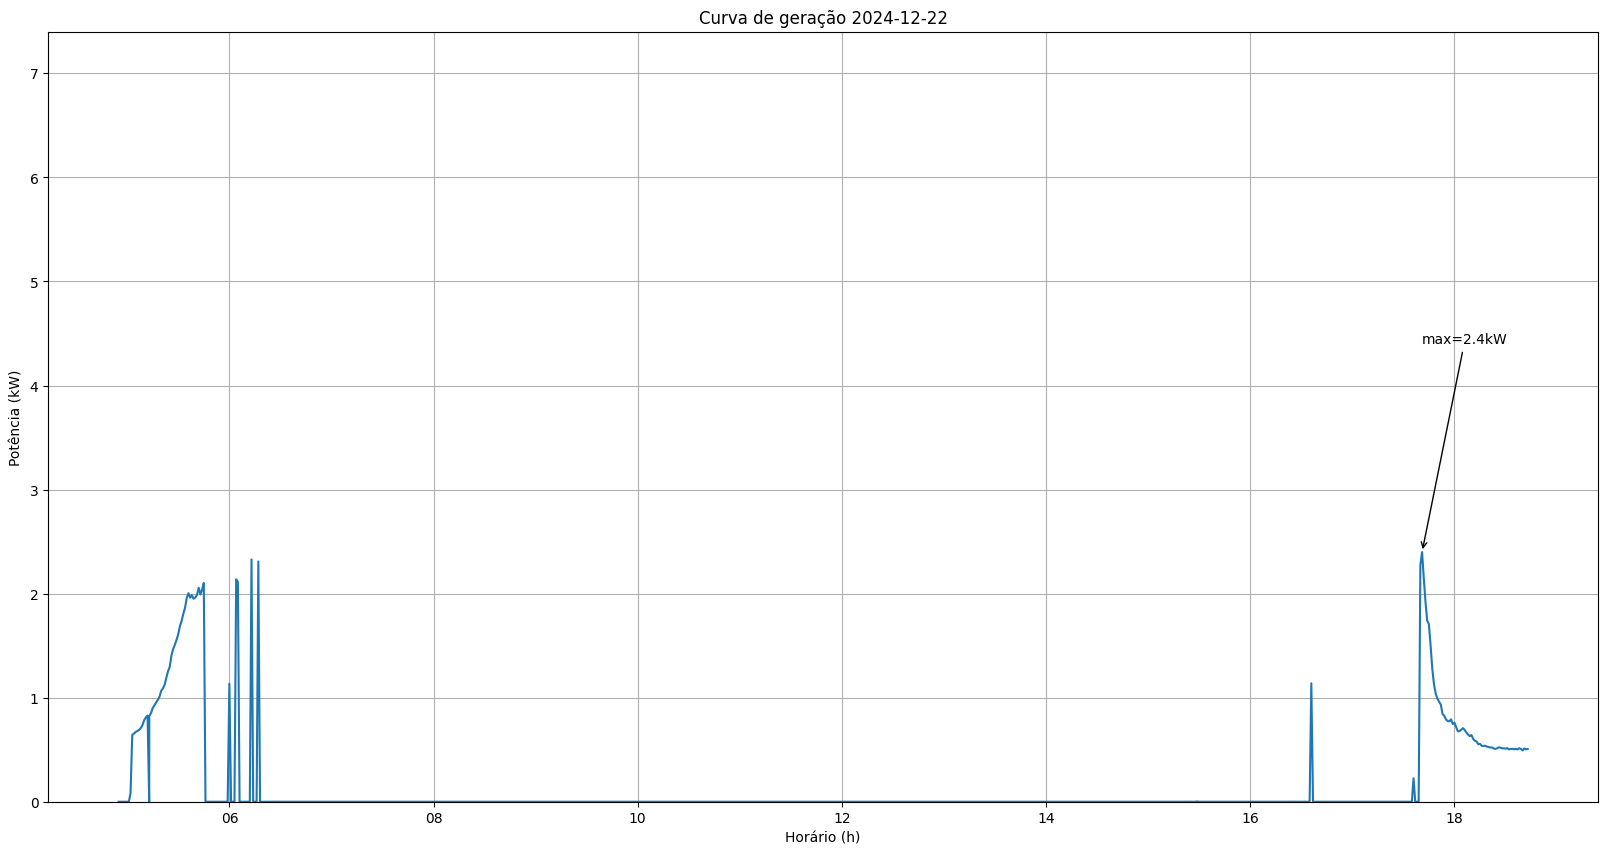 Curva de geração 2024-12-22
7
6
5
max=2.4kW
4
Potência (kW)
3
2
1
0
06 08 10 12 14 16 18
Horário (h)